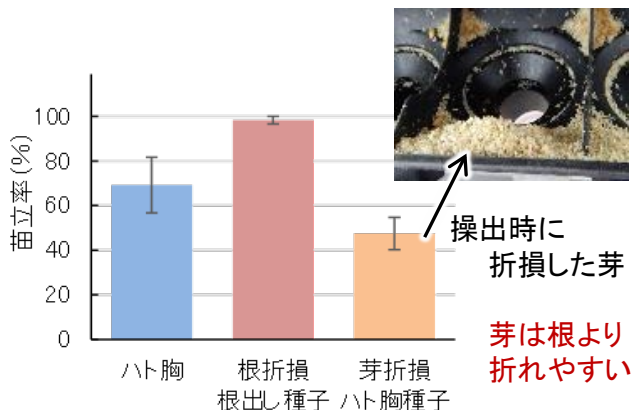 苗立率(%)
100
80
60
40
20
0
ハト胸
根折損
根出し種子
芽折損
ハト胸種子
操出時に
折損した芽
芽は根より
折れやすい